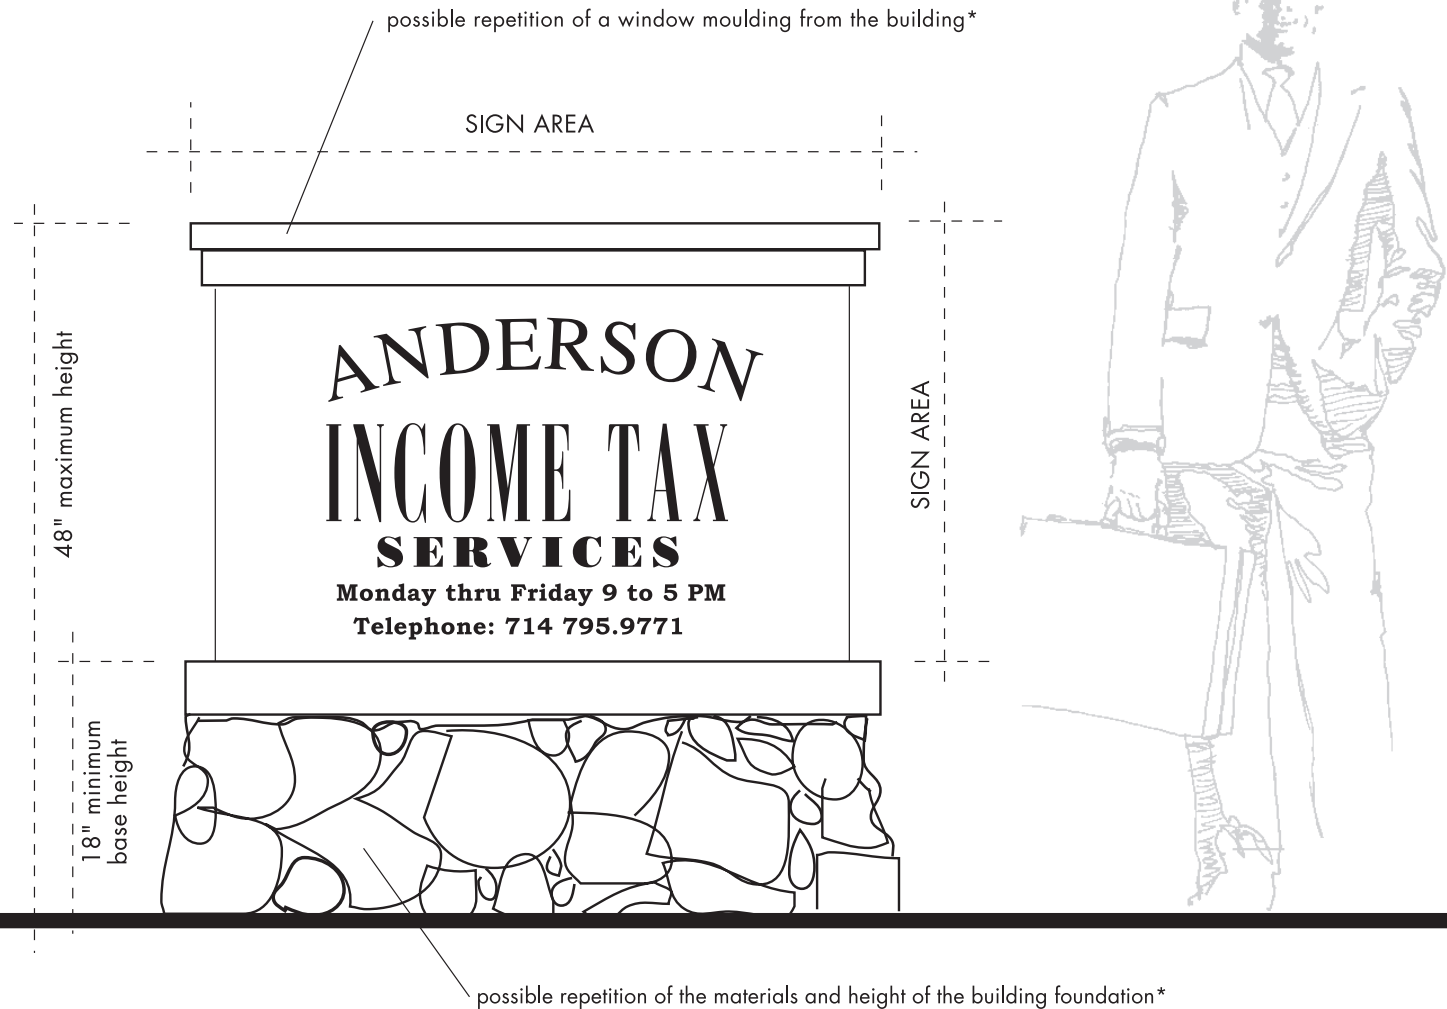 possible repetition of a window moulding from the building*
SIGN AREA
48" maximum height
ANDERSON
INCOME TAX
SERVICES
Monday thru Friday 9 to 5 PM
Telephone: 714 795.9771
SIGN AREA
18" minimum
base height
possible repetition of the materials and height of the building foundation*